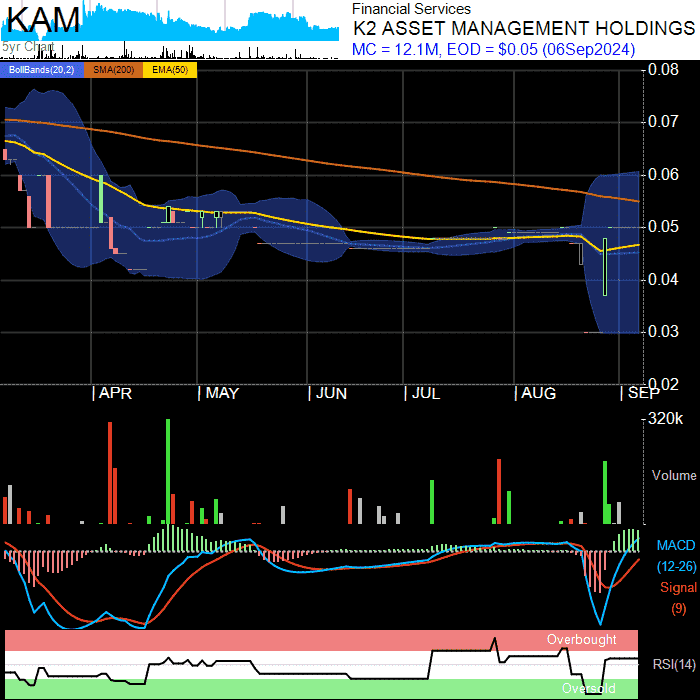 KAM
5yr Chart
Financial Services
K2 ASSET MANAGEMENT HOLDINGS
MC = 12.1M, EOD = $0.05 (06Sep2024)
BollBands(20,2) SMA(200) EMA(50)
0.08
0.07
0.06
0.05
0.04
0.03
0.02
APR MAY JUN JUL AUG SEP
320k
Volume
MACD
(12-26)
Signal
(9)
Overbought
RSI(14)
Oversold